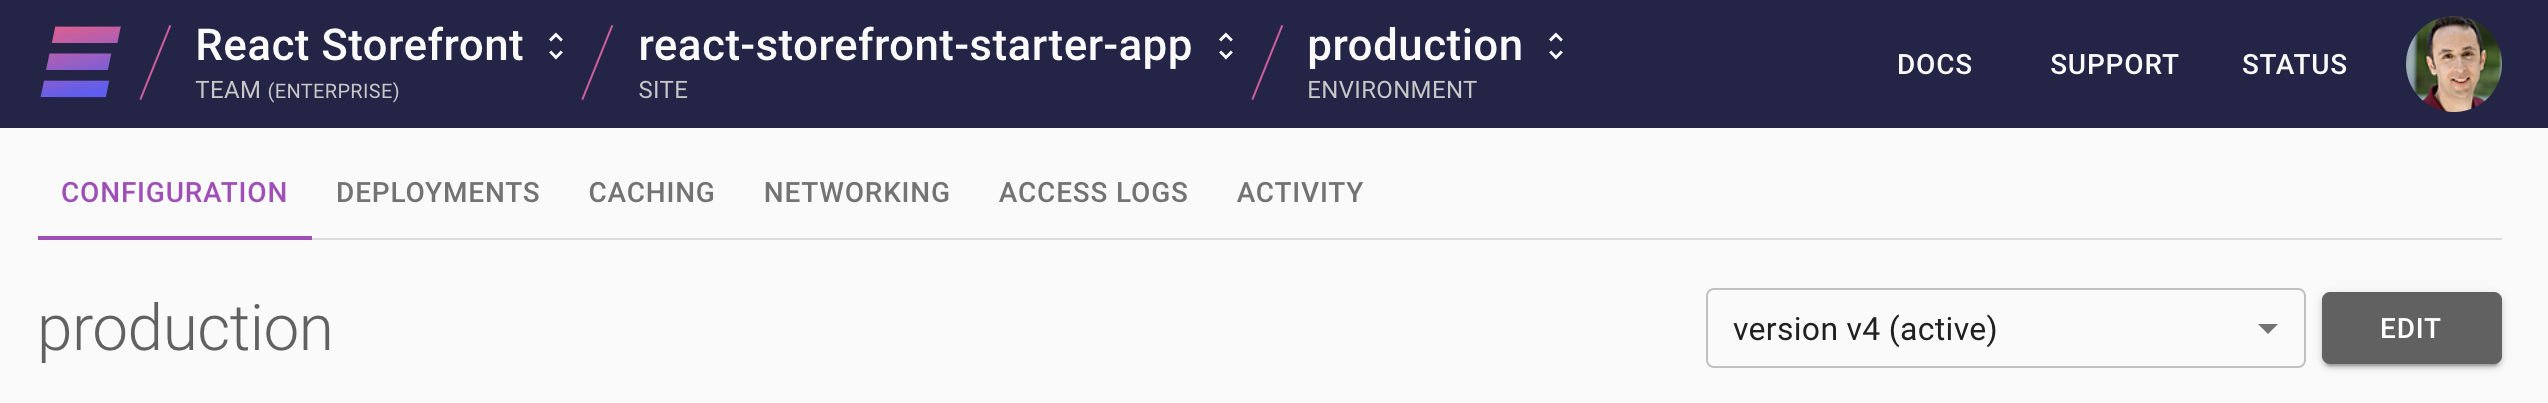 React Storefront
TEAM (ENTERPRISE)
react-storefront-starter-app
SITE
production
ENVIRONMENT
DOCS SUPPORT STATUS
CONFIGURATION DEPLOYMENTS CACHING NETWORKING ACCESS LOGS ACTIVITY
production
version v4 (active)
EDIT